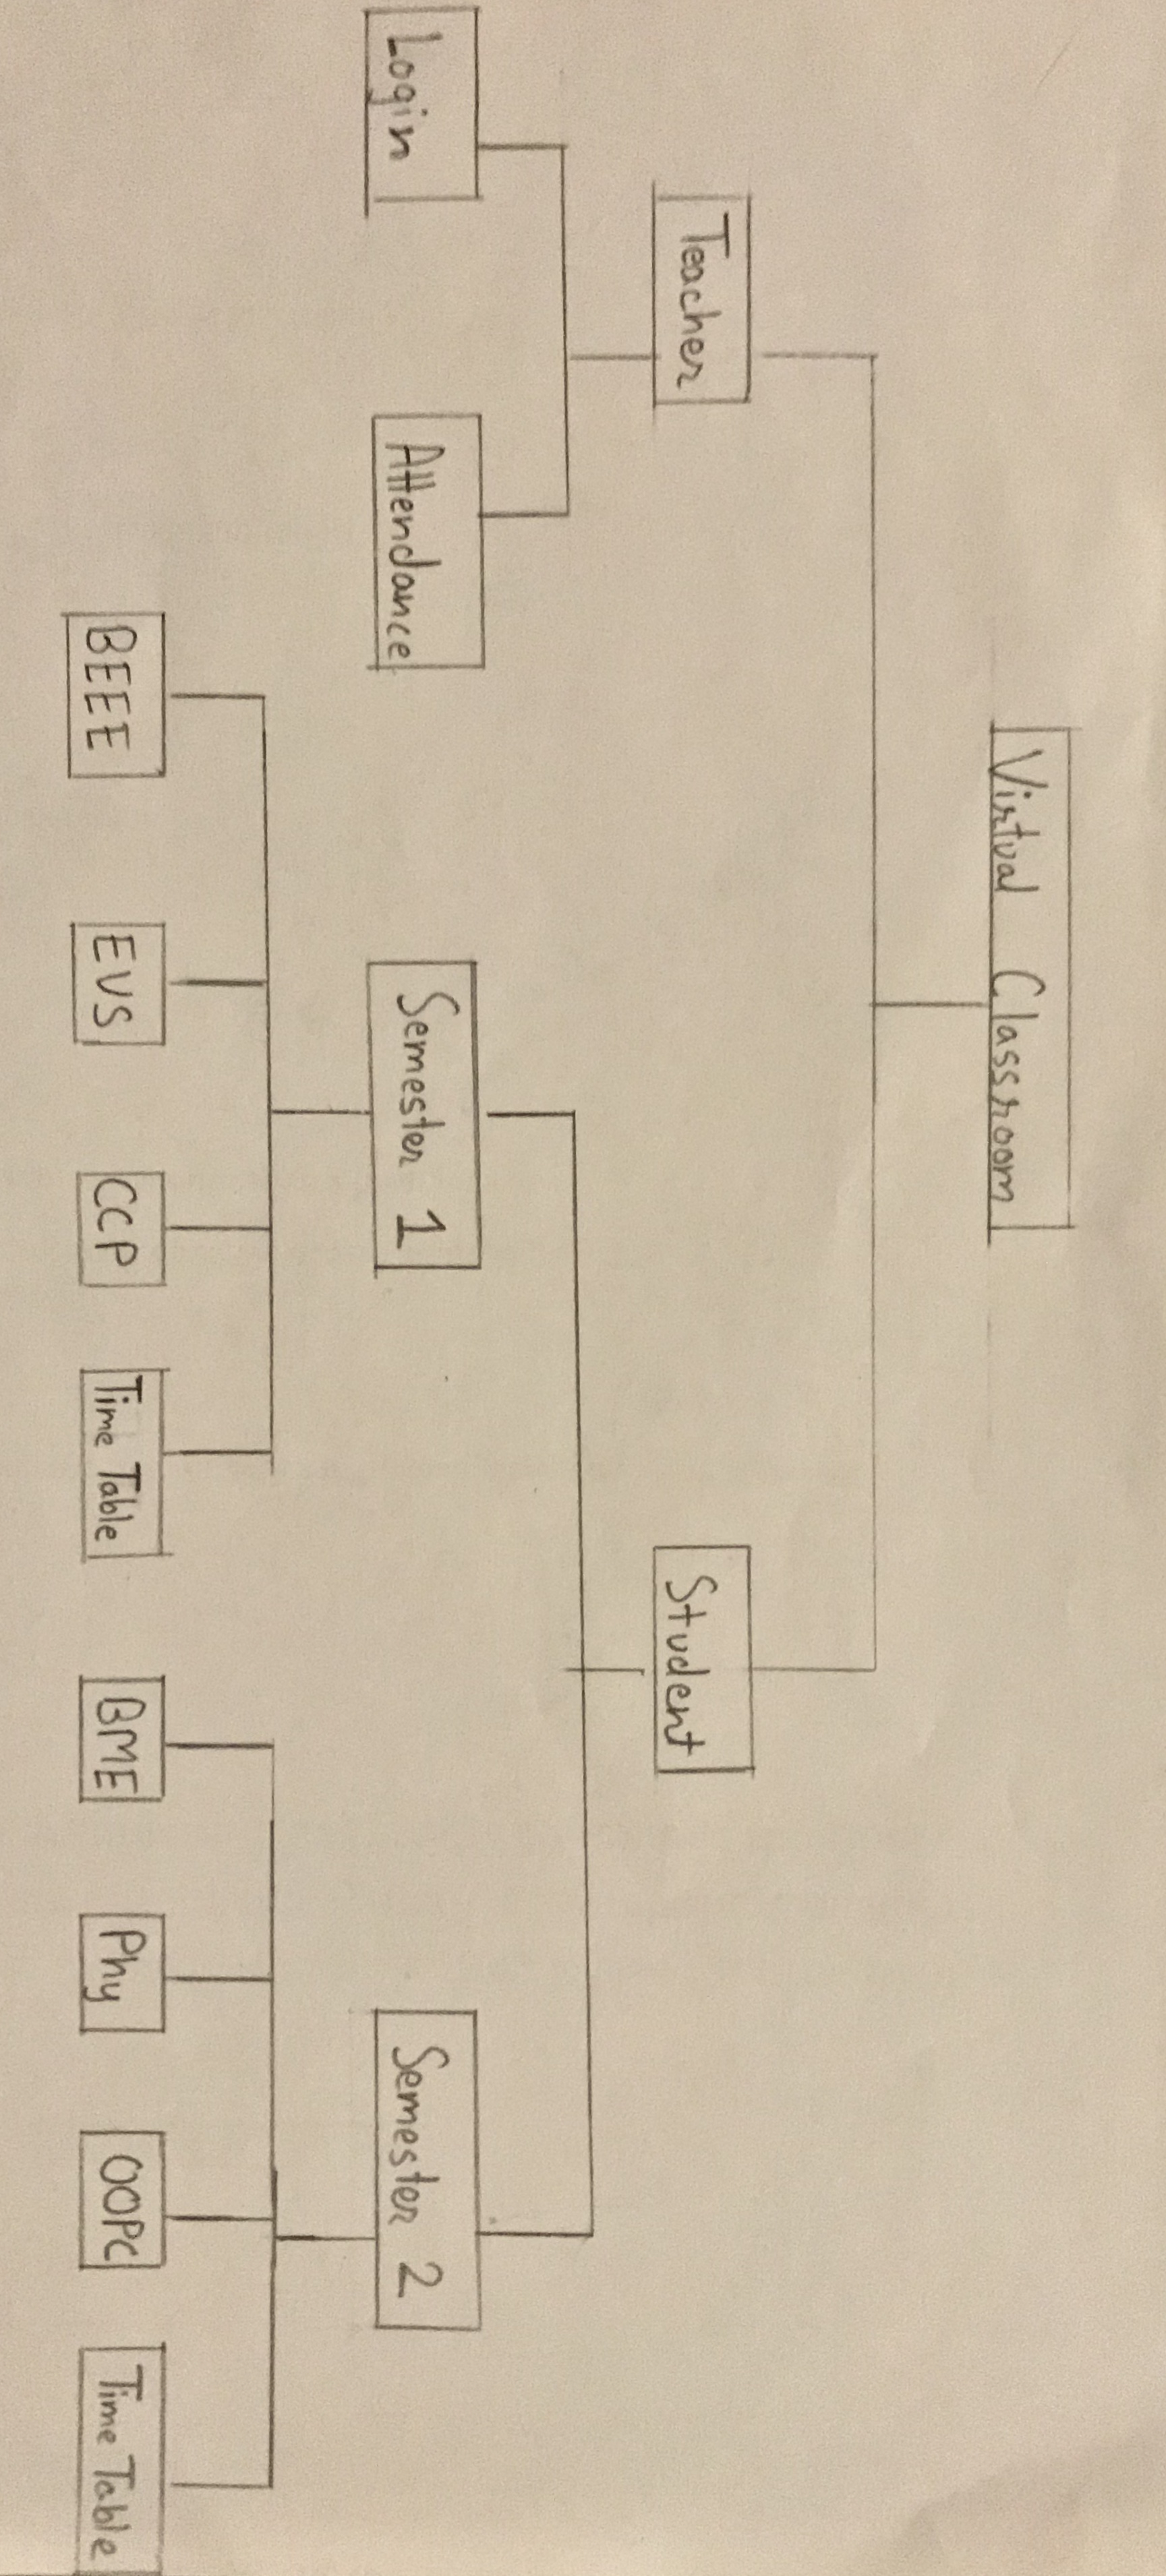 Virtual Classroom
Teacher
Student
Login
Attendance
Semester 1
Semester 2
BEEE
EVS
CCP
Time Table
BME
Phy
OOPC
Time Table